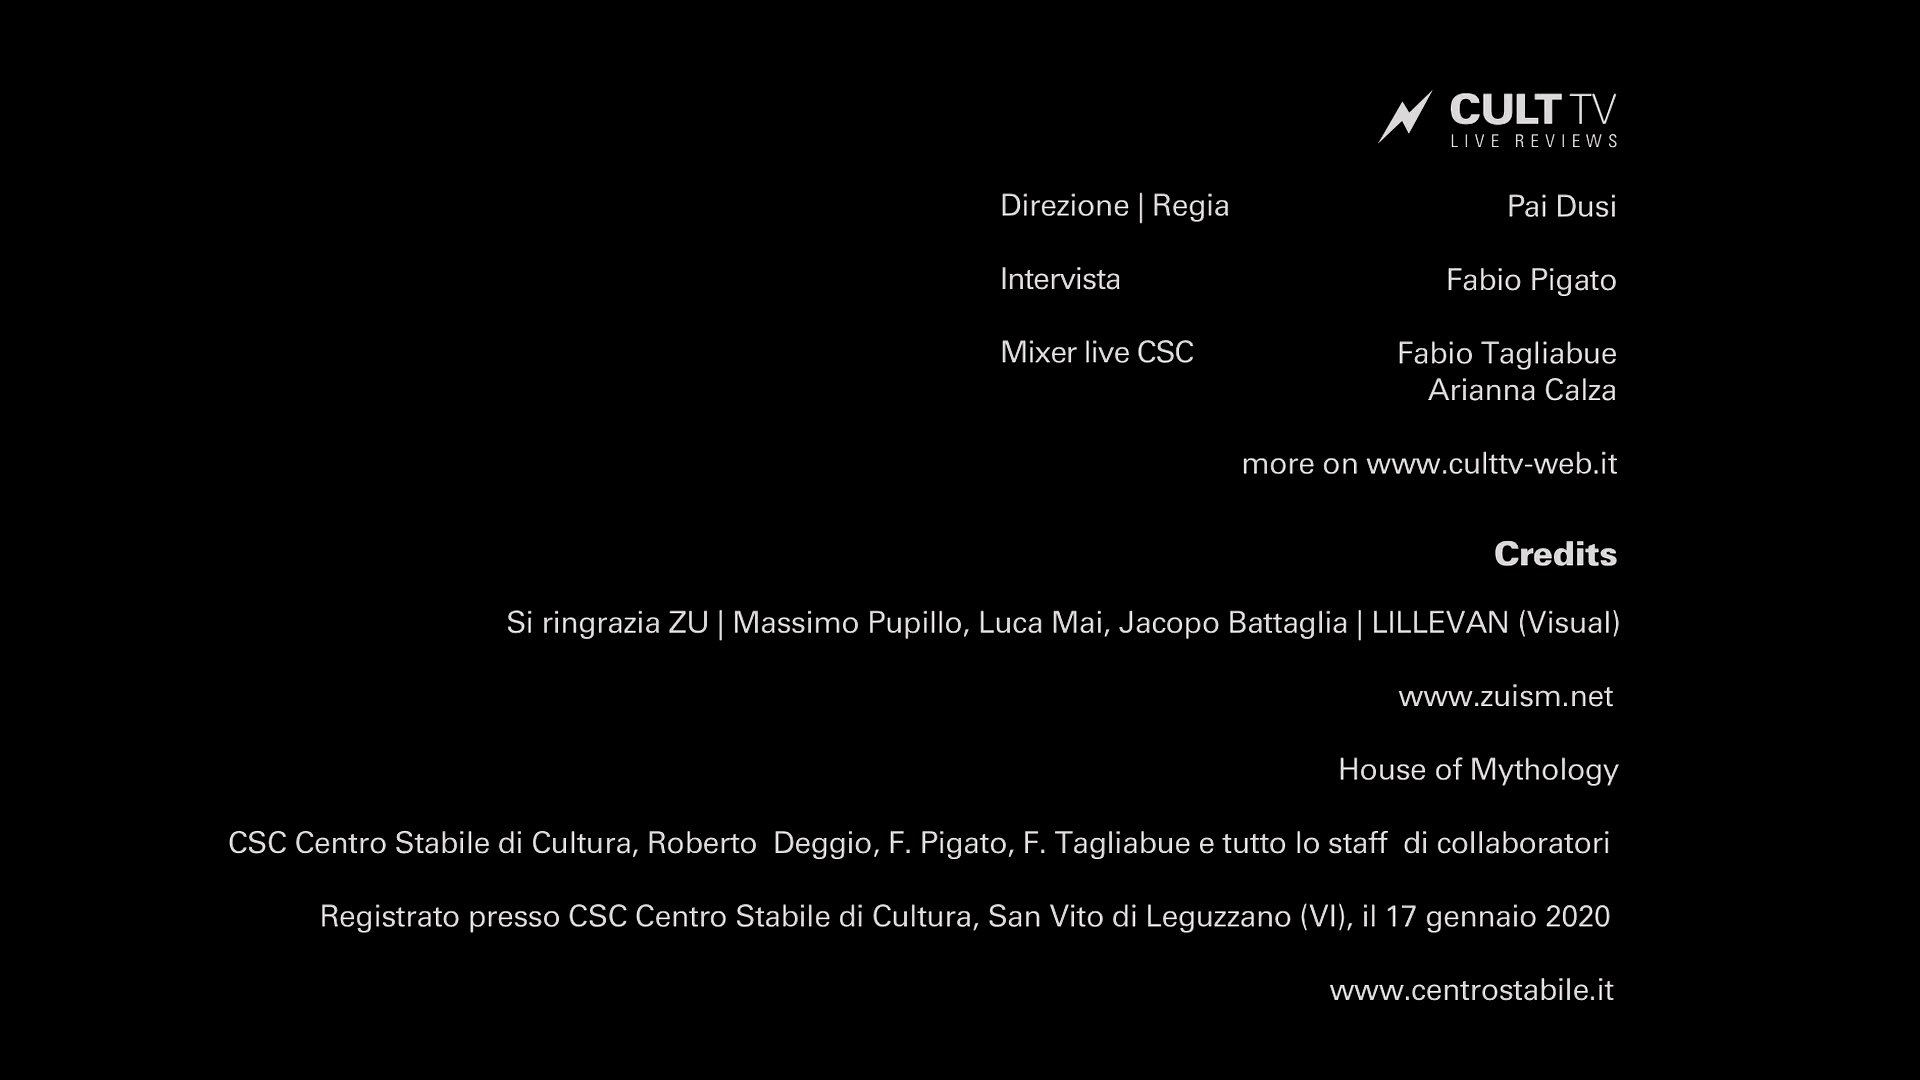 CULT TV
LIVE REVIEWS
Direzione | Regia Pai Dusi
Intervista Fabio Pigato
Mixer live CSC Fabio Tagliabue
Arianna Calza
more on www.culttv-web.it
Credits
Si ringrazia ZU | Massimo Pupillo, Luca Mai, Jacopo Battaglia | LILLEVAN (Visual)
www.zuism.net
House of Mythology
CSC Centro Stabile di Cultura, Roberto  Deggio, F. Pigato, F. Tagliabue e tutto lo staff  di collaboratori
Registrato presso CSC Centro Stabile di Cultura, San Vito di Leguzzano (VI), il 17 gennaio 2020
www.centrostabile.it